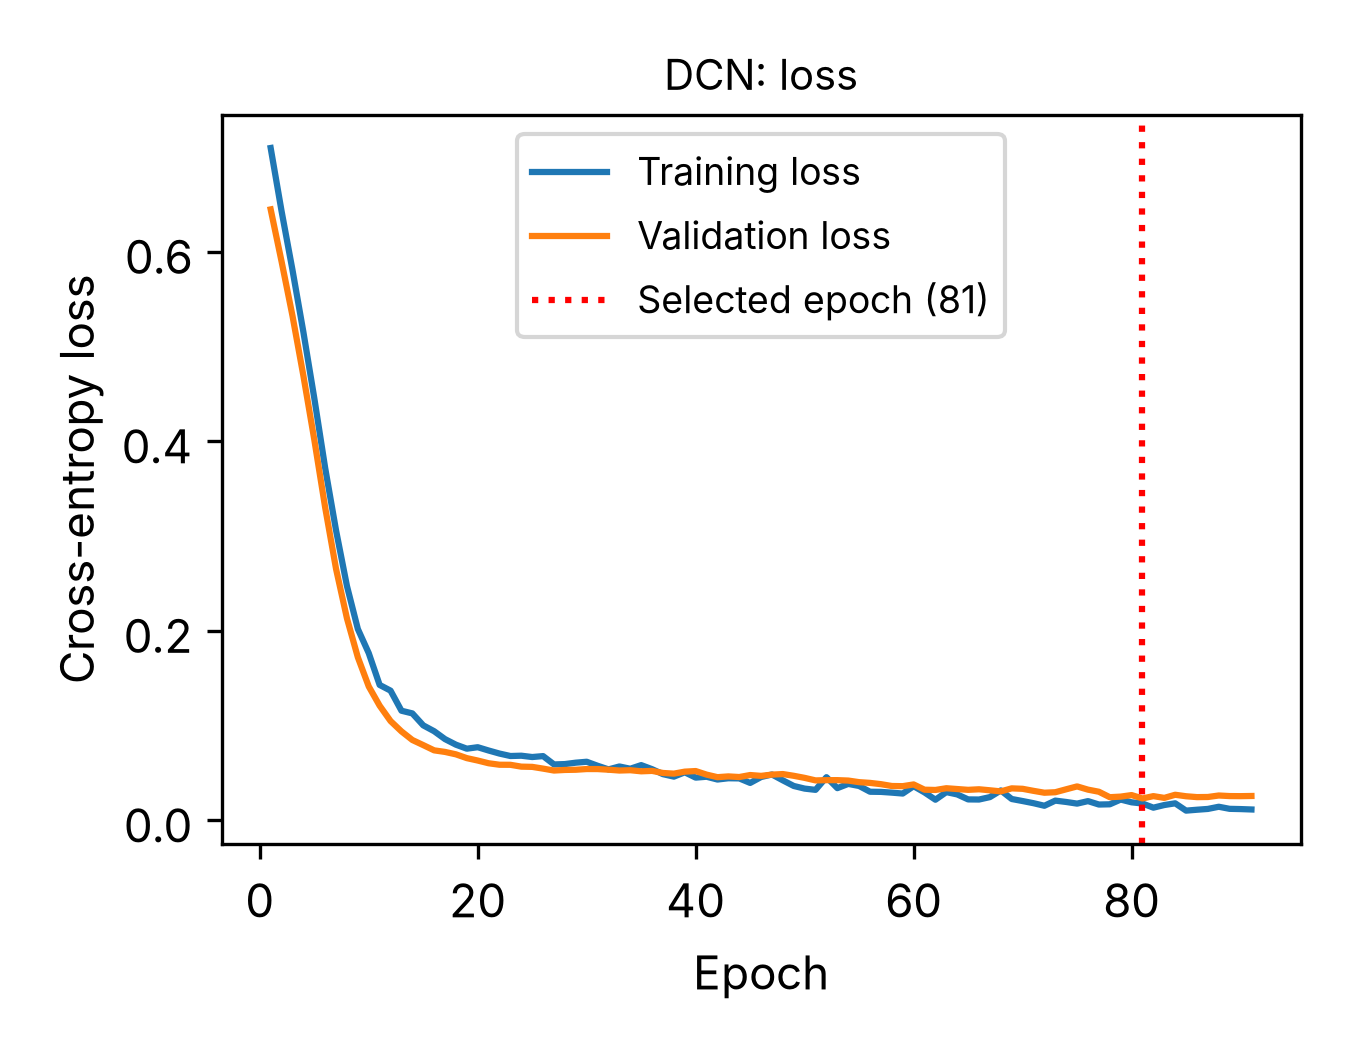 DCN: loss
Training loss
Validation loss
Selected epoch (81)
Cross-entropy loss
0.6
0.4
0.2
0.0
0 20 40 60 80
Epoch